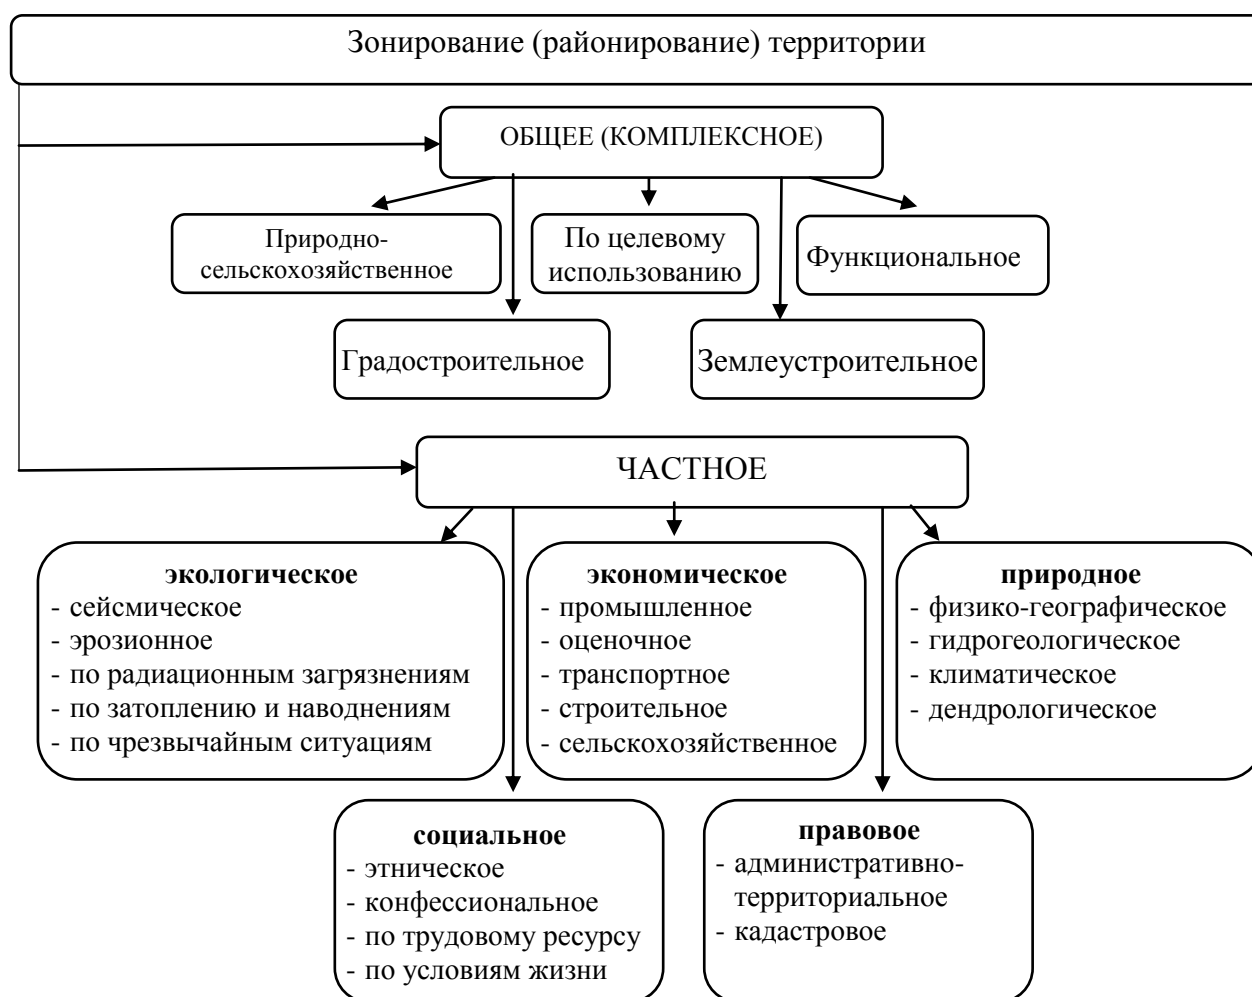 Зонирование (районирование) территории
ОБЩЕЕ (КОМПЛЕКСНОЕ)
Природно-
сельскохозяйственное
По целевому
использованию
Функциональное
Градостроительное
Землеустроительное
ЧАСТНОЕ
экологическое
- сейсмическое
- эрозионное
- по радиационным загрязнениям
- по затоплению и наводнениям
- по чрезвычайным ситуациям
экономическое
- промышленное
- оценочное
- транспортное
- строительное
- сельскохозяйственное
природное
- физико-географическое
- гидрогеологическое
- климатическое
- дендрологическое
социальное
- этническое
- конфессиональное
- по трудовому ресурсу
- по условиям жизни
правовое
- административно-
территориальное
- кадастровое